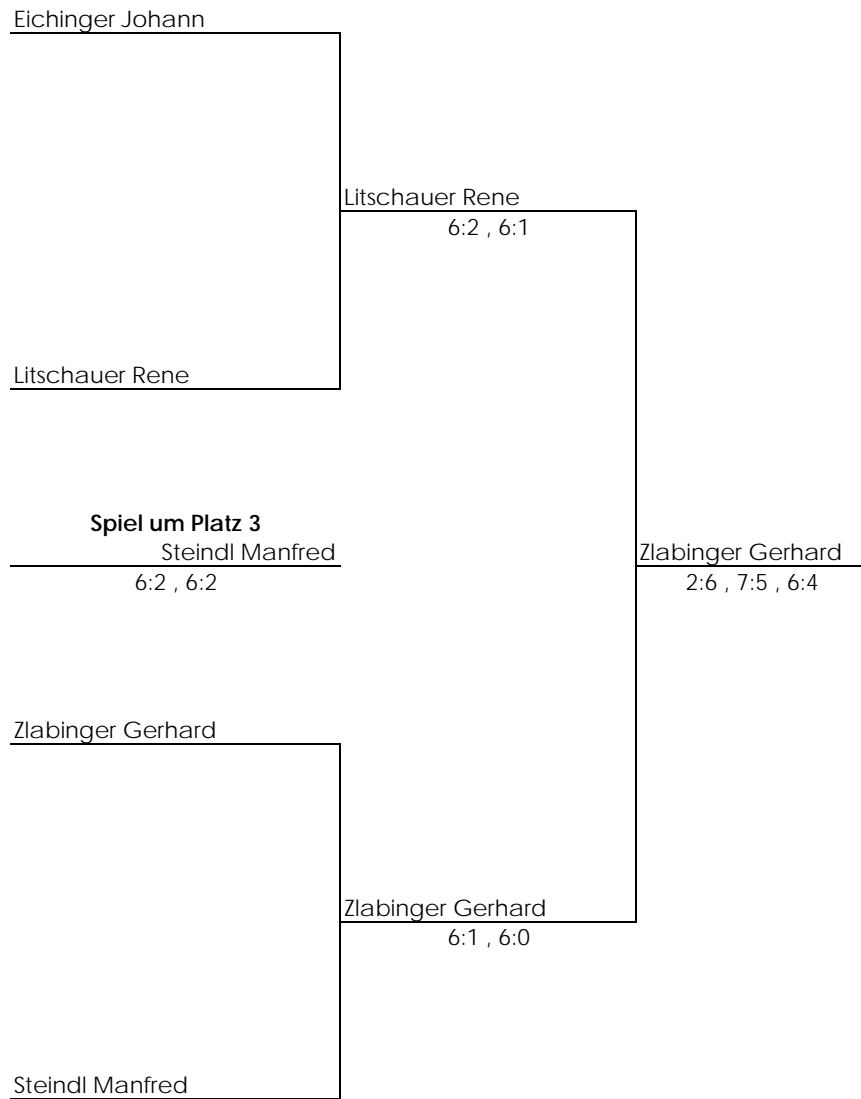 Eichinger Johann
Litschauer Rene
6:2 , 6:1
Litschauer Rene
Spiel um Platz 3
Steindl Manfred
6:2 , 6:2
Zlabinger Gerhard
2:6 , 7:5 , 6:4
Zlabinger Gerhard
Zlabinger Gerhard
6:1 , 6:0
Steindl Manfred